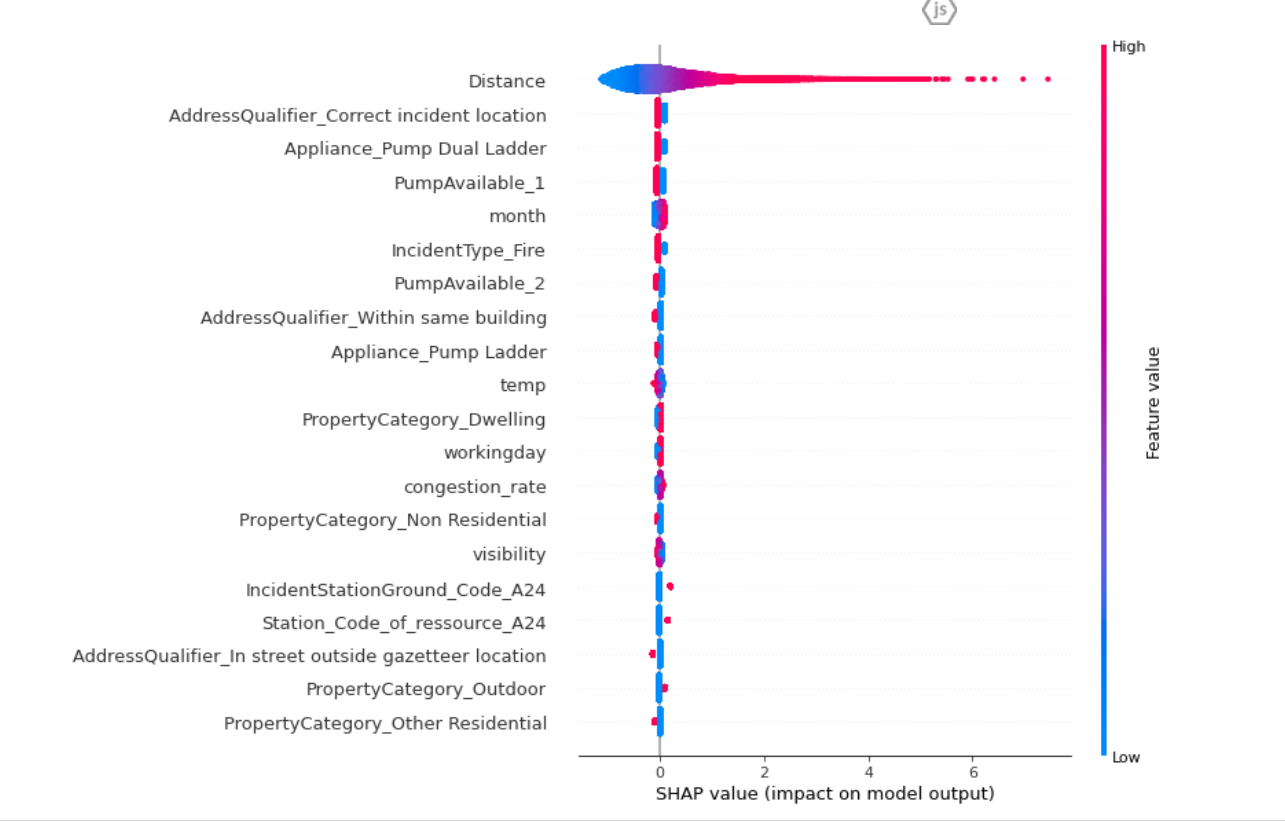 js
High
Distance
AddressQualifier_Correct incident location
Appliance_Pump Dual Ladder
PumpAvailable_1
month
IncidentType_Fire
PumpAvailable_2
AddressQualifier_Within same building
Appliance_Pump Ladder
temp
PropertyCategory_Dwelling
workingday
congestion_rate
PropertyCategory_Non Residential
visibility
IncidentStationGround_Code_A24
Station_Code_of_ressource_A24
AddressQualifier_In street outside gazetteer location
PropertyCategory_Outdoor
PropertyCategory_Other Residential
Feature value
Low
0 2 4 6
SHAP value (impact on model output)